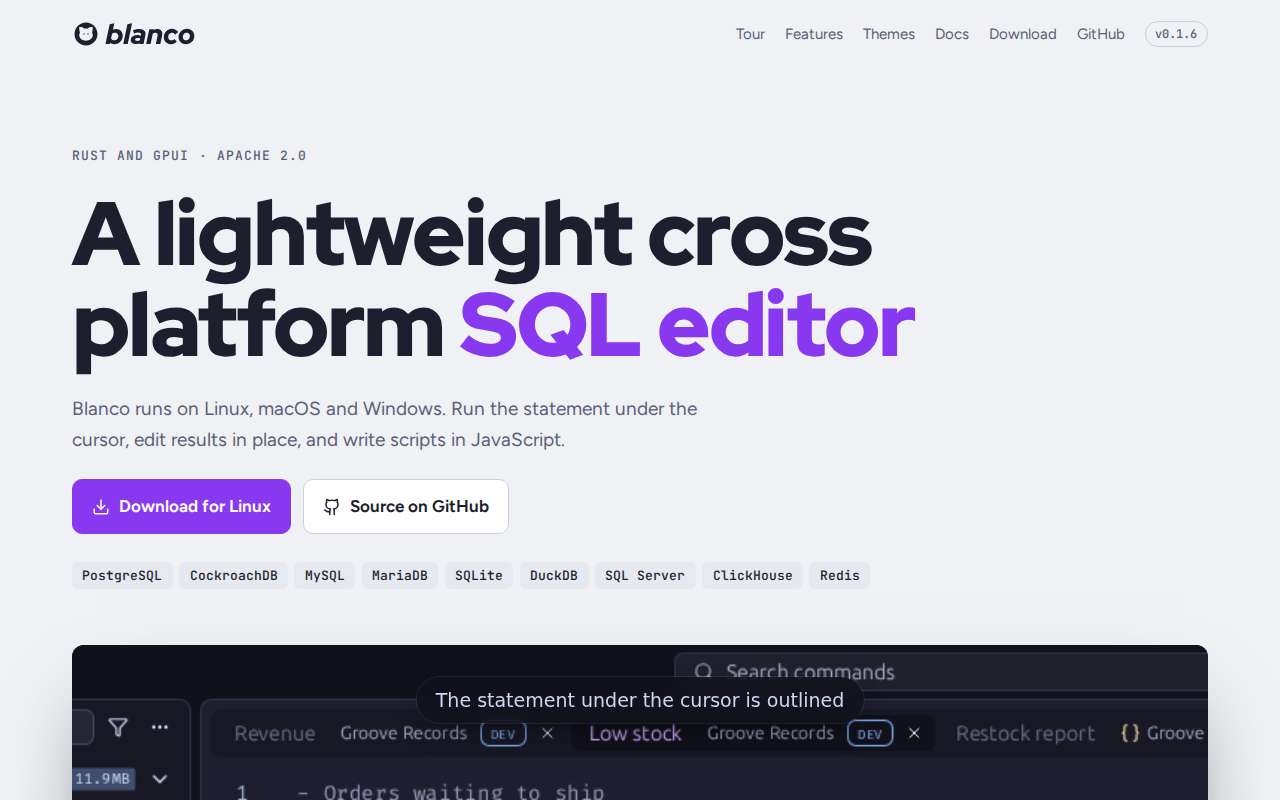 blanco
Tour Features Themes Docs Download GitHub v0.1.6
RUST AND GPUI · APACHE 2.0
A lightweight cross
platform SQL editor
Blanco runs on Linux, macOS and Windows. Run the statement under the
cursor, edit results in place, and write scripts in JavaScript.
Download for Linux Source on GitHub
PostgreSQL CockroachDB MySQL MariaDB SQLite DuckDB SQL Server ClickHouse Redis
Search commands
The statement under the cursor is outlined
Revenue Groove Records DEV × Low stock Groove Records DEV × Restock report {} Groove
11.9MB
1 – Orders waiting to ship